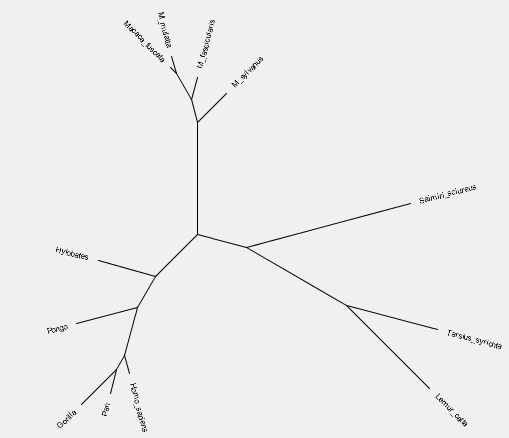 M_mulatta
Macaca_fuscata
M_fascicularis
M_sylvanus
Saimiri_sciureus
Hylobates
Pongo
Tarsius_syrichta
Gorilla
Pan
Homo_sapiens
Lemur_catta